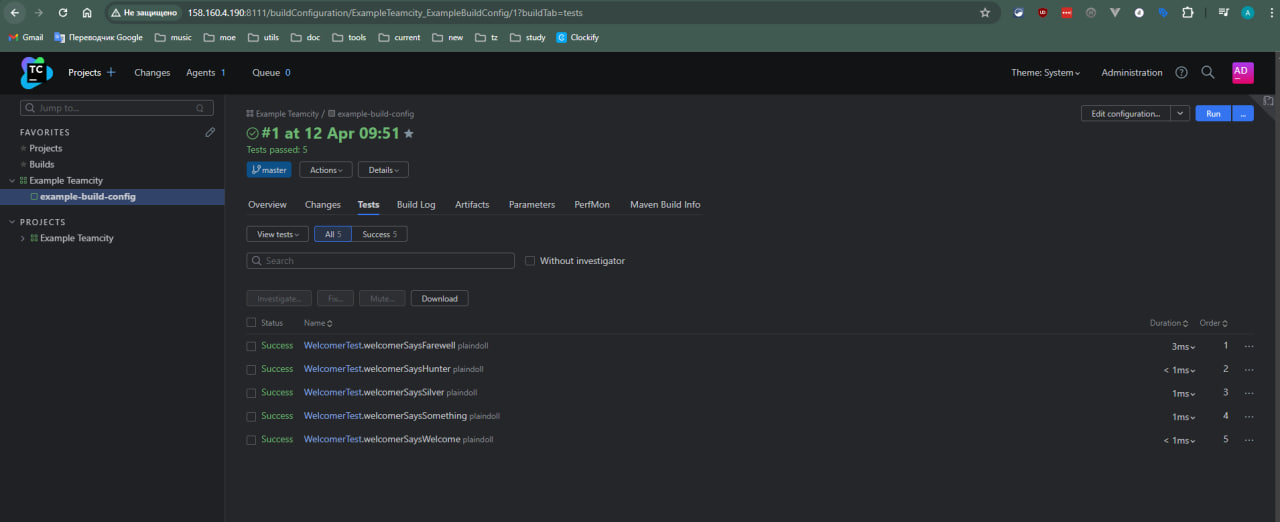 Не защищено 158.160.4.190:8111/buildConfiguration/ExampleTeamcity_ExampleBuildConfig/1?buildTab=tests
Gmail Переводчик Google music moe utils doc tools current new tz study Clockify
TC Projects Changes Agents 1 Queue 0 Theme: System Administration AD
Jump to...
FAVORITES
Projects
Builds
Example Teamcity
example-build-config
PROJECTS
Example Teamcity
Example Teamcity / example-build-config
Edit configuration... Run ...
#1 at 12 Apr 09:51
Tests passed: 5
master Actions Details
Overview Changes Tests Build Log Artifacts Parameters PerfMon Maven Build Info
View tests All 5 Success 5
Search Without investigator
Investigate... Fix... Mute... Download
Status Name Duration Order
Success WelcomerTest.welcomerSaysFarewell plaindoll 3ms 1 ...
Success WelcomerTest.welcomerSaysHunter plaindoll < 1ms 2 ...
Success WelcomerTest.welcomerSaysSilver plaindoll 1ms 3 ...
Success WelcomerTest.welcomerSaysSomething plaindoll 1ms 4 ...
Success WelcomerTest.welcomerSaysWelcome plaindoll < 1ms 5 ...